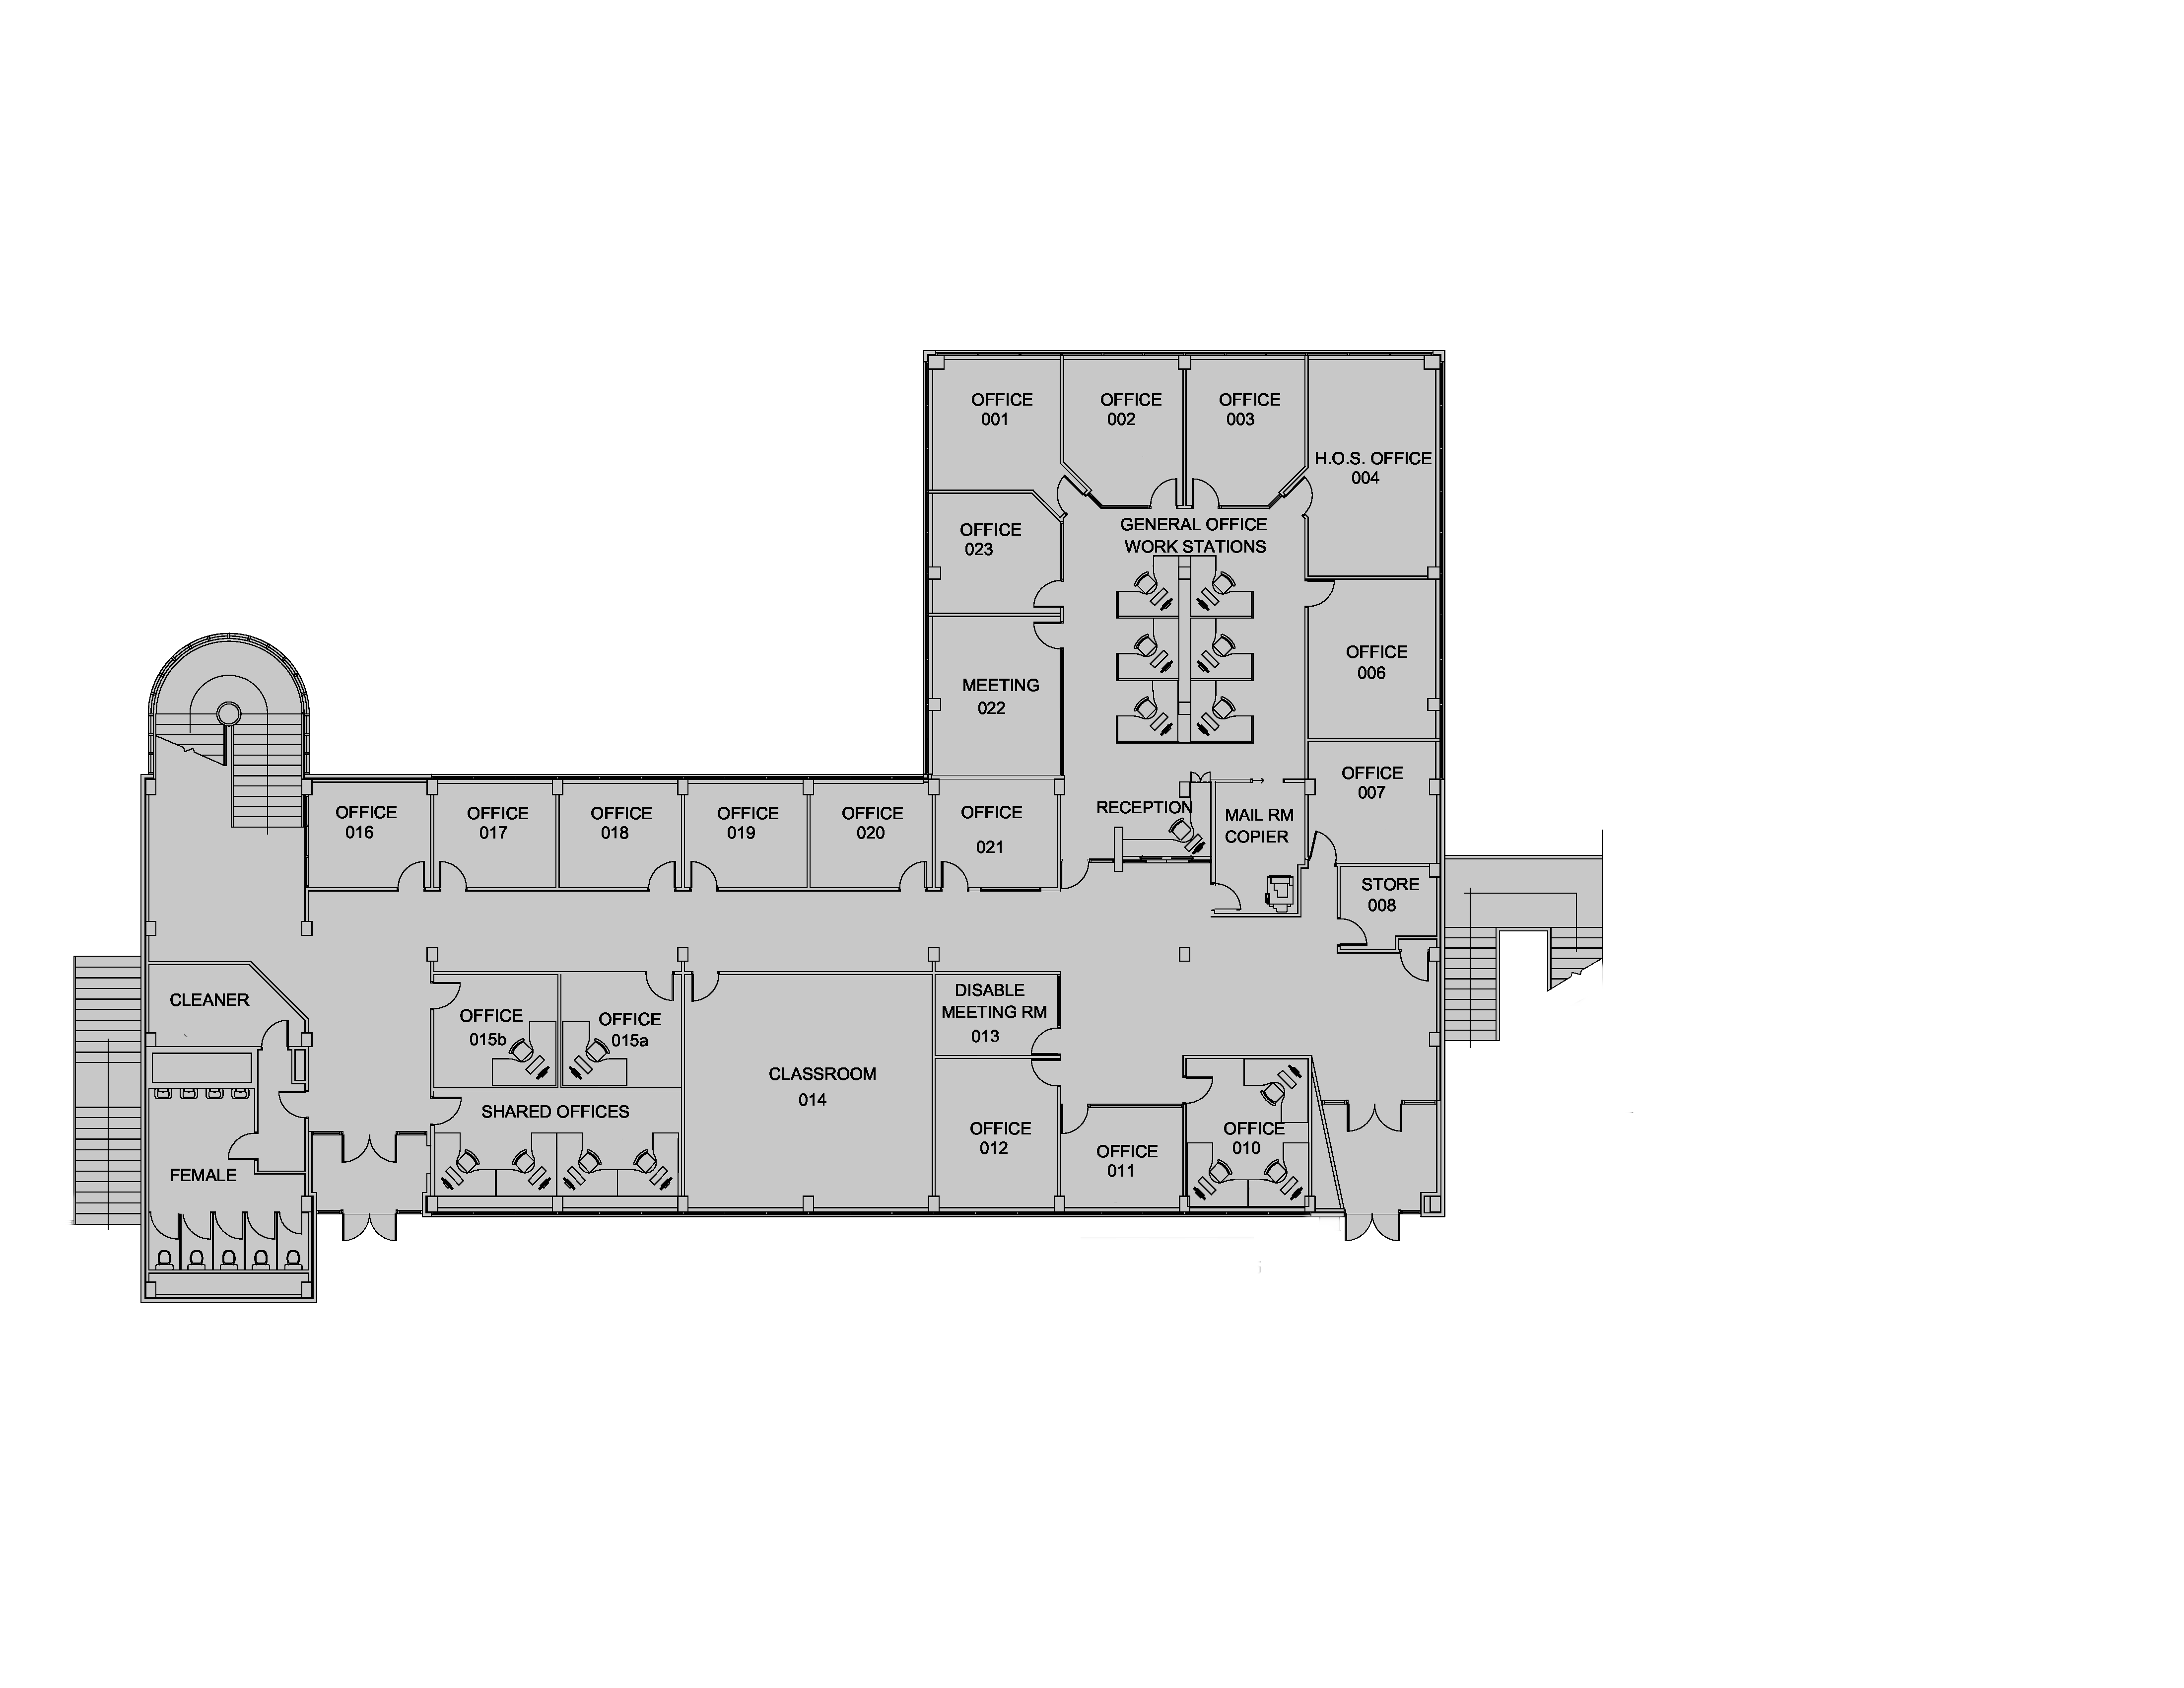 OFFICE
001
OFFICE
002
OFFICE
003
H.O.S. OFFICE
004
OFFICE
023
GENERAL OFFICE
WORK STATIONS
MEETING
022
OFFICE
006
OFFICE
007
OFFICE
016
OFFICE
017
OFFICE
018
OFFICE
019
OFFICE
020
OFFICE
021
RECEPTION
MAIL RM
COPIER
STORE
008
CLEANER
OFFICE
015b
OFFICE
015a
DISABLE
MEETING RM
013
CLASSROOM
014
SHARED OFFICES
OFFICE
012
OFFICE
011
OFFICE
010
FEMALE